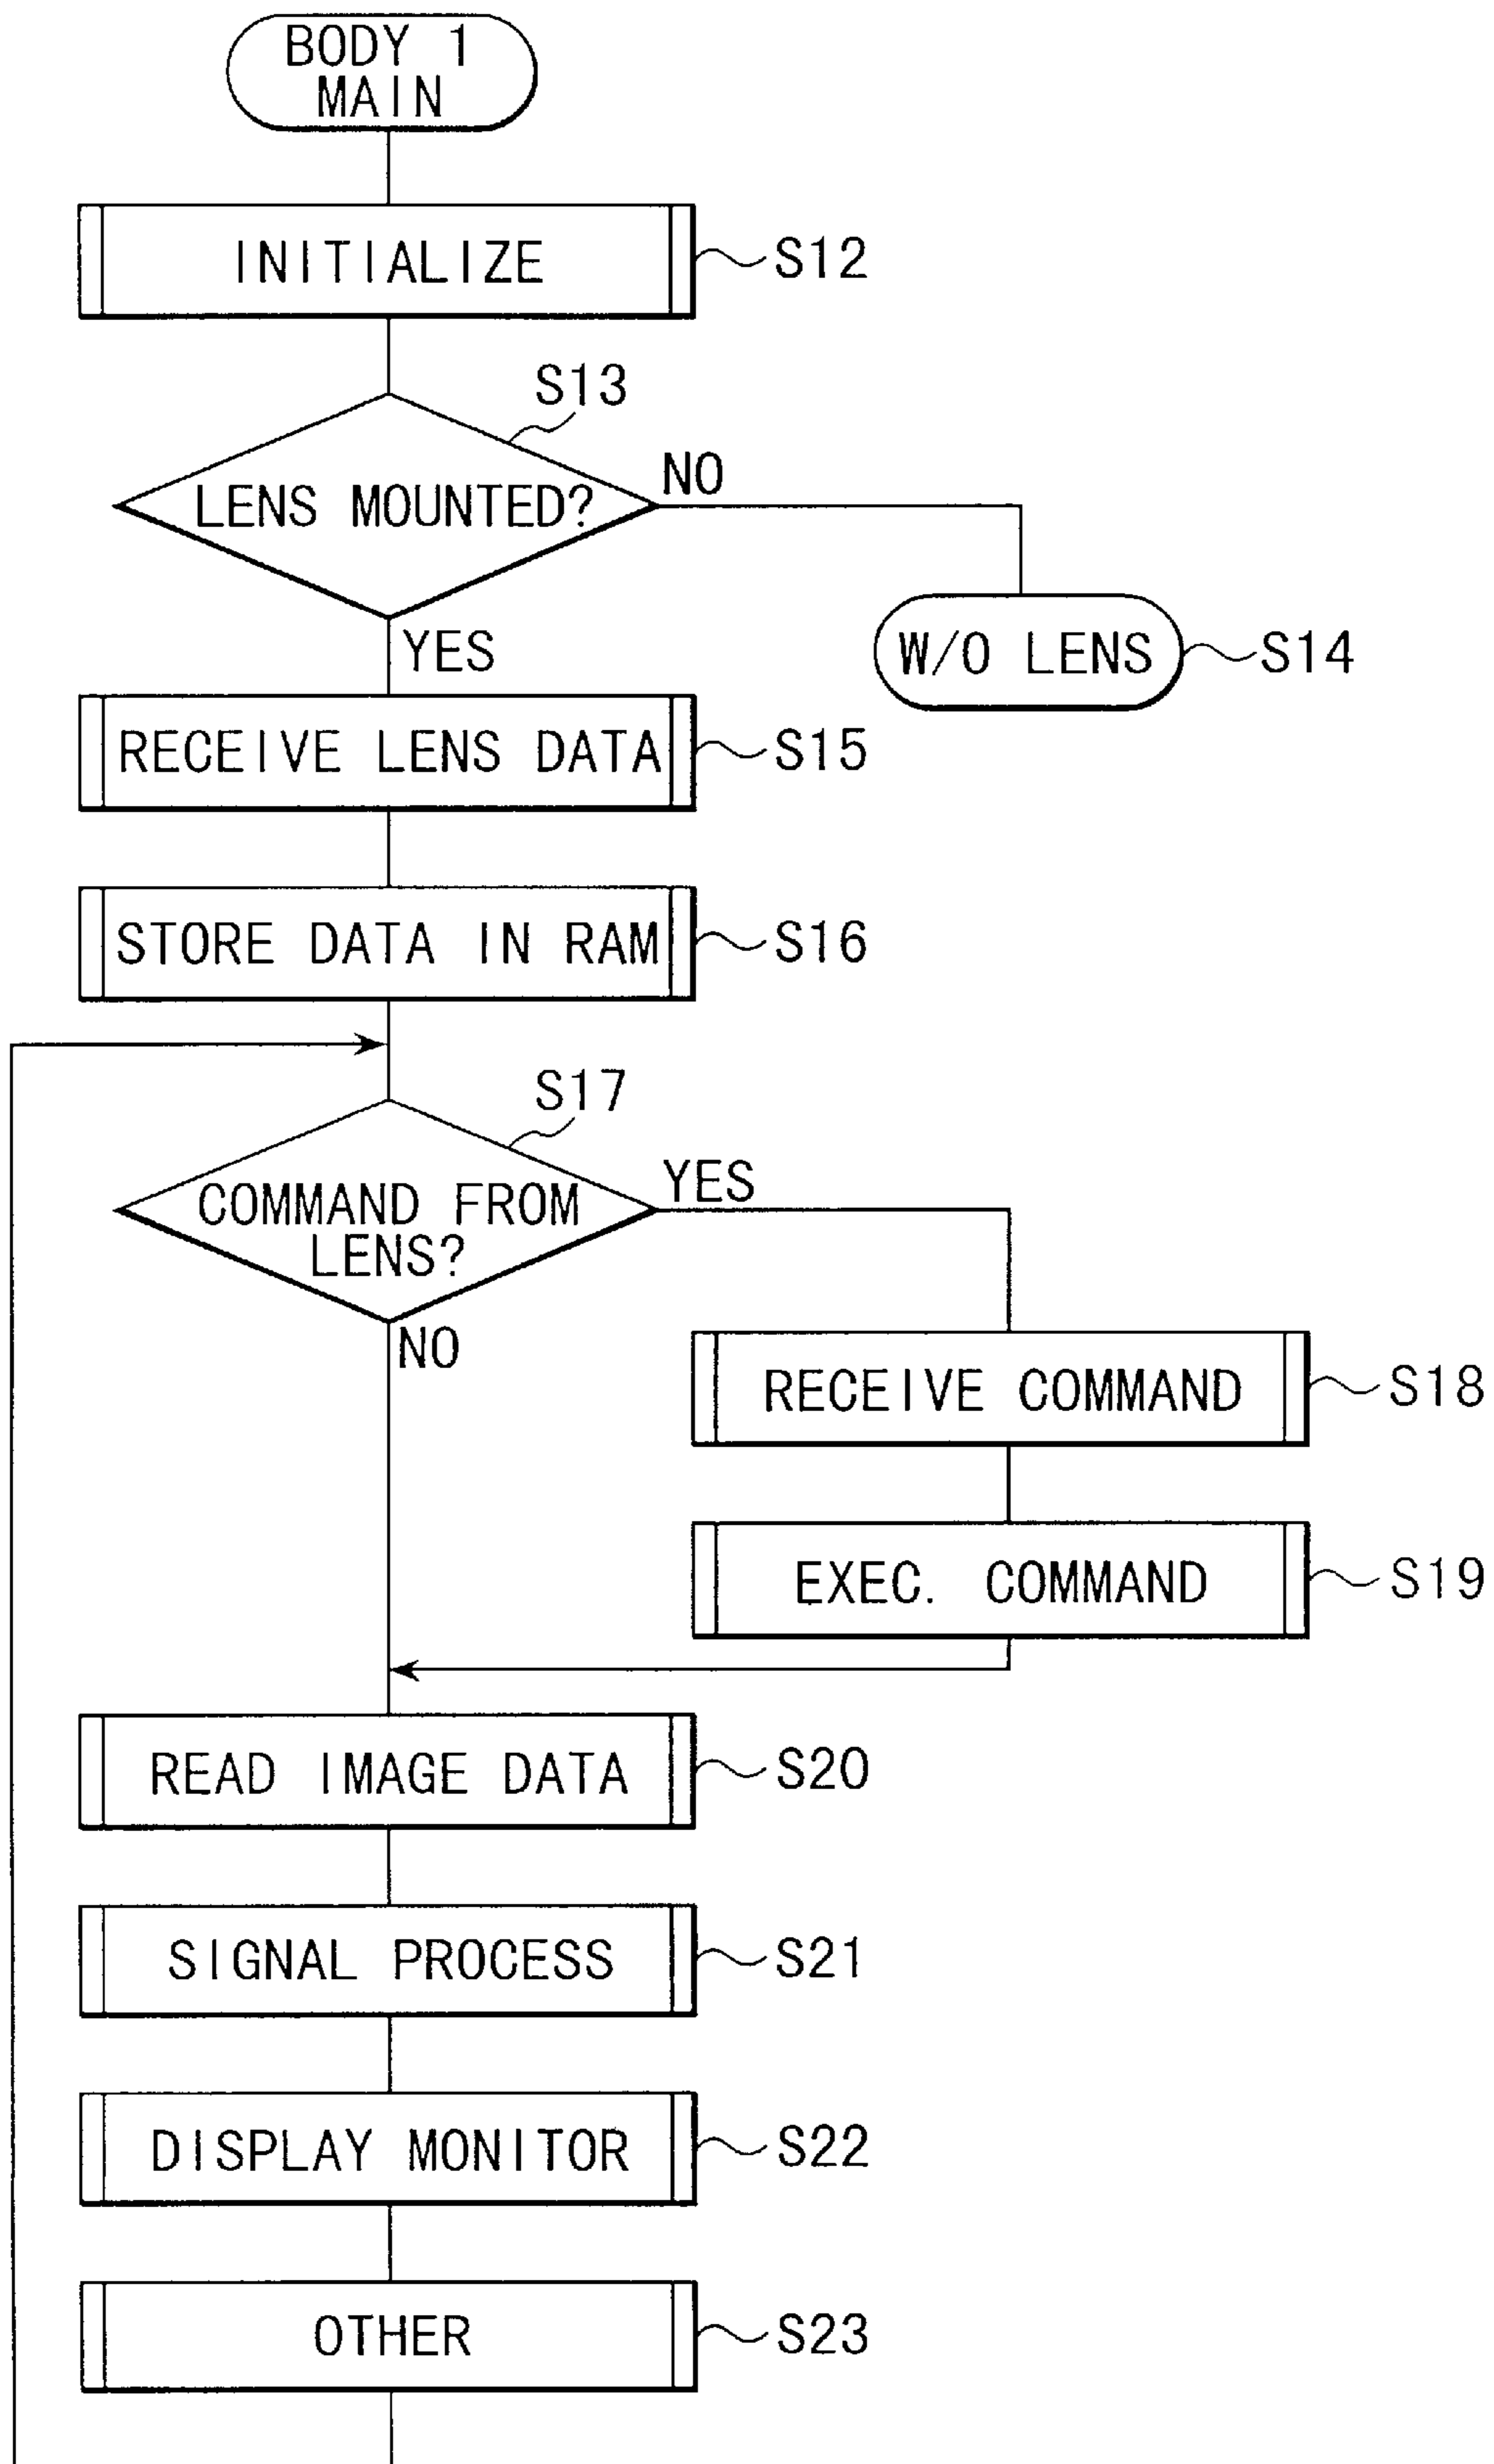 BODY 1
MAIN
INITIALIZE
S12
S13
LENS MOUNTED?
NO
YES
W/O LENS
S14
RECEIVE LENS DATA
S15
STORE DATA IN RAM
S16
S17
COMMAND FROM
LENS?
YES
NO
RECEIVE COMMAND
S18
EXEC. COMMAND
S19
READ IMAGE DATA
S20
SIGNAL PROCESS
S21
DISPLAY MONITOR
S22
OTHER
S23